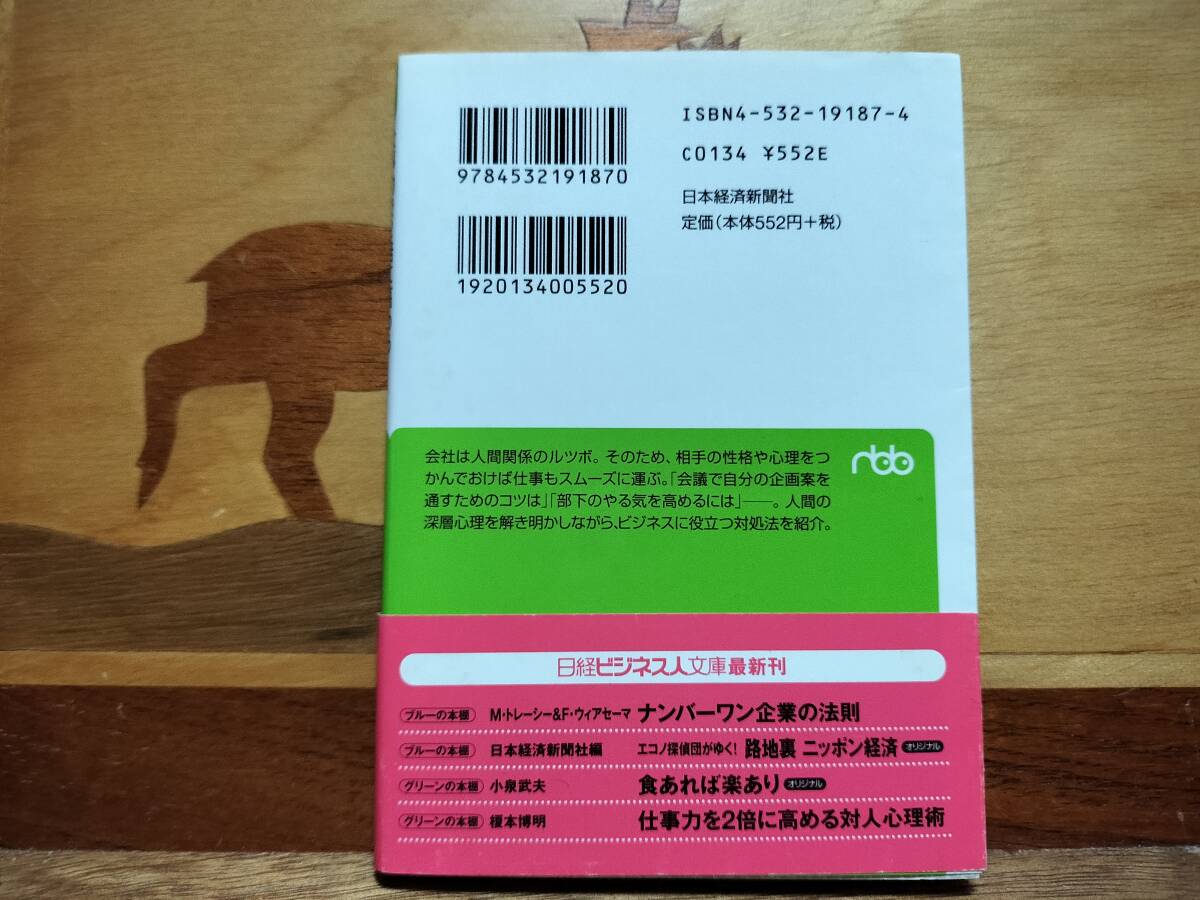 ISBN4-532-19187-4
9784532191870
C0134 ¥552E
日本経済新聞社
定価(本体552円+税)
1920134005520
会社は人間関係のルツボ。そのため、相手の性格や心理をつ
かんでおけば仕事もスムーズに運ぶ。「会議で自分の企画案を
通すためのコツは」「部下のやる気を高めるには」──。人間の
深層心理を解き明かしながら、ビジネスに役立つ対処法を紹介。
nbb
日経ビジネス人文庫最新刊
ブルーの本棚 M・トレーシー&F・ウィアセーマ ナンバーワン企業の法則
ブルーの本棚 日本経済新聞社編 エコノ探偵団がゆく! 路地裏 ニッポン経済 オリジナル
グリーンの本棚 小泉武夫 食あれば楽あり オリジナル
グリーンの本棚 榎本博明 仕事力を2倍に高める対人心理術